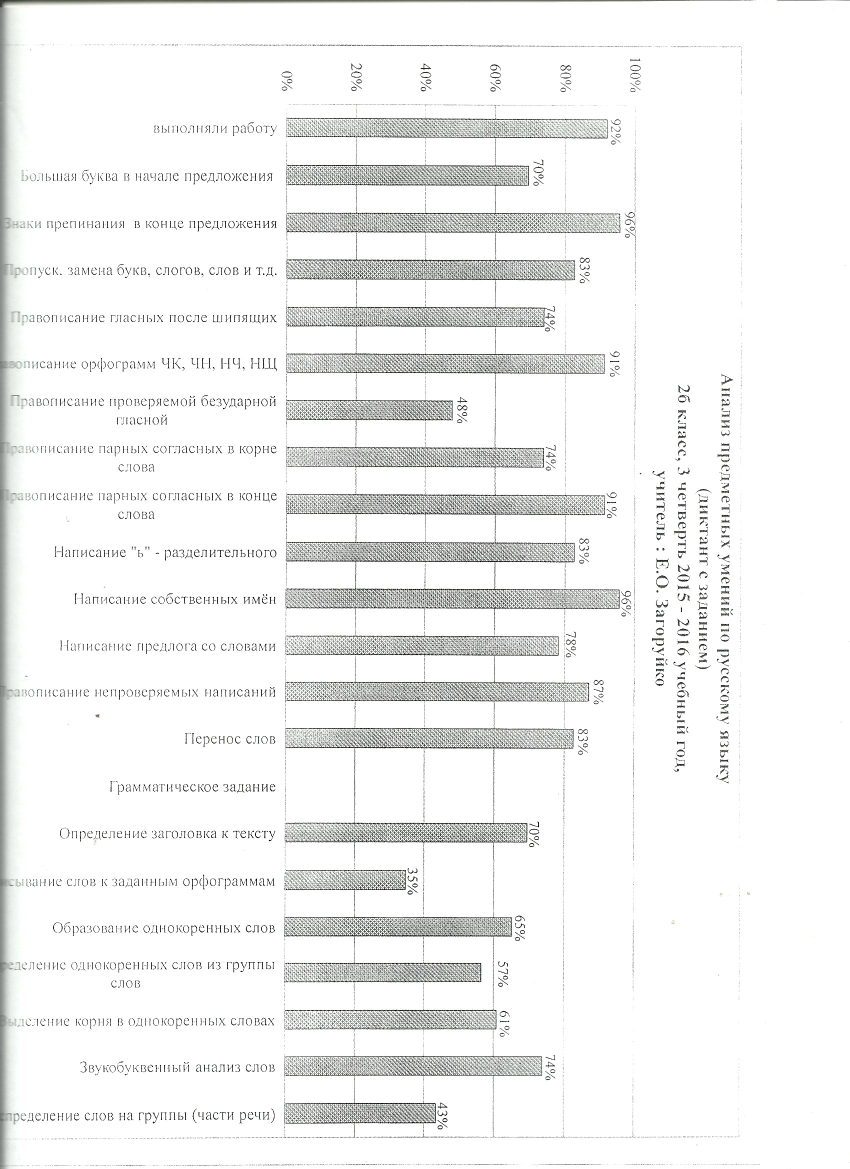 Анализ предметных умений по русскому языку
(диктант с заданием)
2б класс, 3 четверть 2015 - 2016 учебный год,
учитель : Е.О. Загоруйко
0%
20%
40%
60%
80%
100%
выполняли работу
92%
Большая буква в начале предложения
70%
Знаки препинания в конце предложения
96%
Пропуск, замена букв, слогов, слов и т.д.
83%
Правописание гласных после шипящих
74%
орфограмм ЧК, ЧН, НЧ, НЩ
91%
Правописание проверяемой безударной
гласной
48%
Правописание парных согласных в корне
слова
74%
Правописание парных согласных в конце
слова
91%
Написание "ь" - разделительного
83%
Написание собственных имён
96%
Написание предлога со словами
78%
Правописание непроверяемых написаний
87%
Перенос слов
83%
Грамматическое задание
Определение заголовка к тексту
70%
слов к заданным орфограммам
35%
Образование однокоренных слов
65%
однокоренных слов из группы
слов
57%
Выделение корня в однокоренных словах
61%
Звукобуквенный анализ слов
74%
слов на группы (части речи)
43%